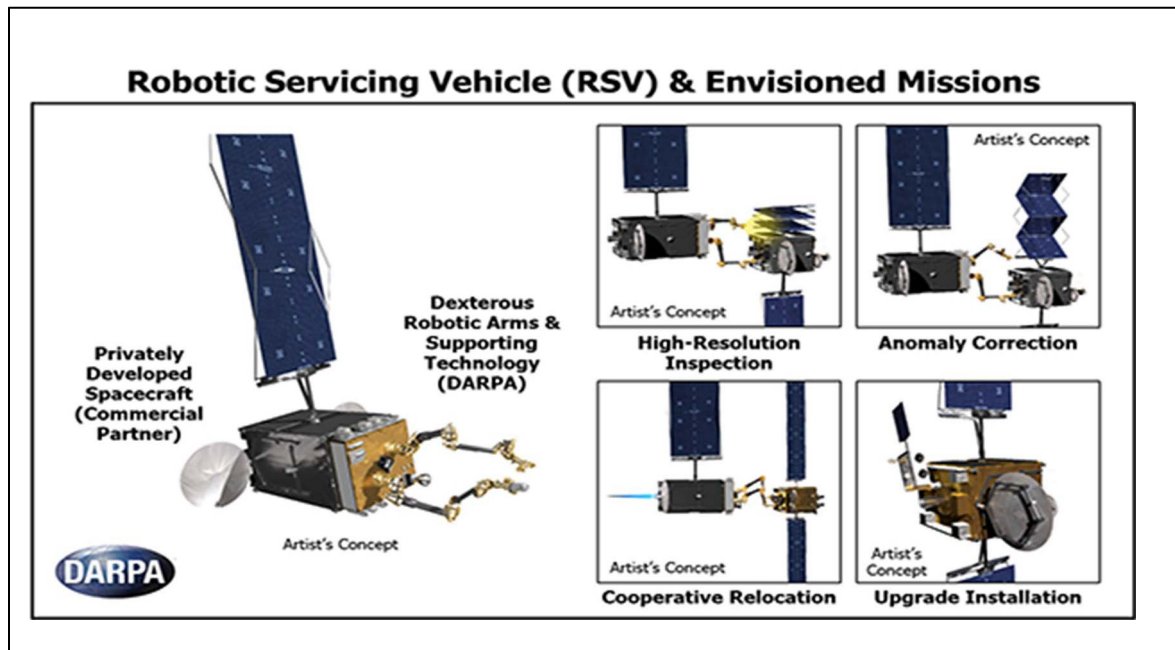 Robotic Servicing Vehicle (RSV) & Envisioned Missions
Privately
Developed
Spacecraft
(Commercial
Partner)
Dexterous
Robotic Arms &
Supporting
Technology
(DARPA)
Artist's Concept
DARPA
Artist's Concept
High-Resolution
Inspection
Artist's Concept
Anomaly Correction
Artist's Concept
Cooperative Relocation
Artist's
Concept
Upgrade Installation